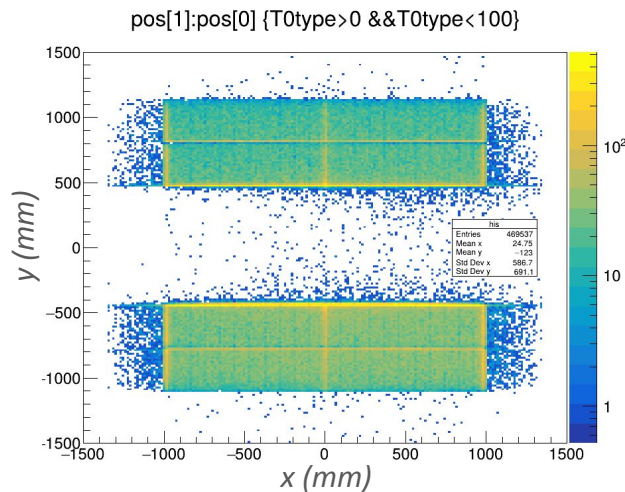 pos[1]:pos[0] {T0type>0 &&T0type<100}
1500
1000
500
0
−500
-1000
-1500
y (mm)
−1500
−1000
−500
0
500
1000
1500
x (mm)
his
Entries 469537
Mean x 24.75
Mean y −123
Std Dev x 586.7
Std Dev y 691.1
10²
10
1